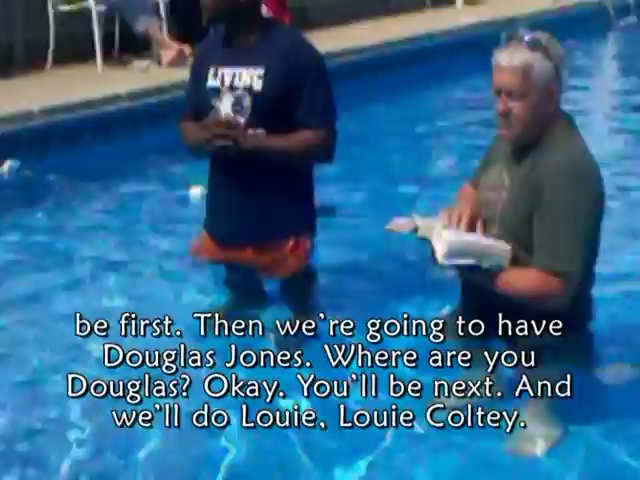 LIVING
be first. Then we're going to have
Douglas Jones. Where are you
Douglas? Okay. You'll be next. And
we'll do Louie, Louie Coltey.